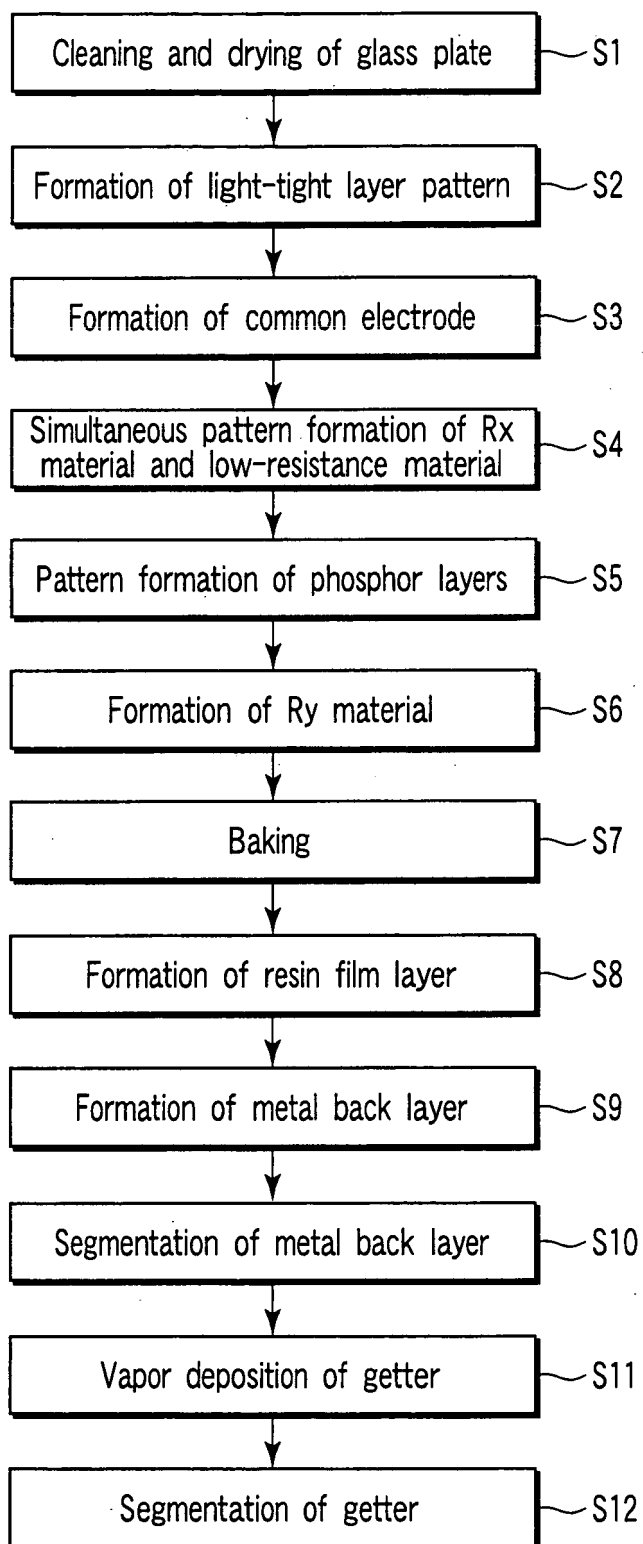 Cleaning and drying of glass plate S1
Formation of light-tight layer pattern S2
Formation of common electrode S3
Simultaneous pattern formation of Rx
material and low-resistance material S4
Pattern formation of phosphor layers S5
Formation of Ry material S6
Baking S7
Formation of resin film layer S8
Formation of metal back layer S9
Segmentation of metal back layer S10
Vapor deposition of getter S11
Segmentation of getter S12